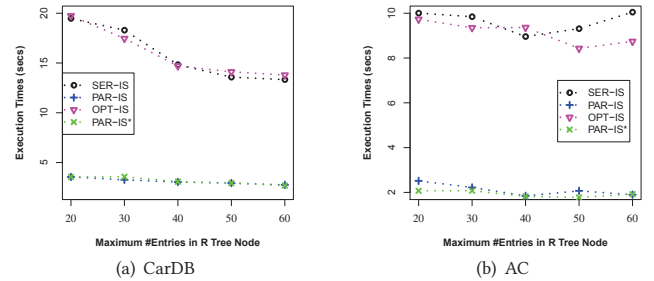 Execution Times (secs)
20
15
10
5
SER−IS
PAR−IS
OPT−IS
PAR−IS*
20 30 40 50 60
Maximum #Entries in R Tree Node
(a) CarDB
Execution Times (secs)
10
8
6
4
2
SER−IS
PAR−IS
OPT−IS
PAR−IS*
20 30 40 50 60
Maximum #Entries in R Tree Node
(b) AC